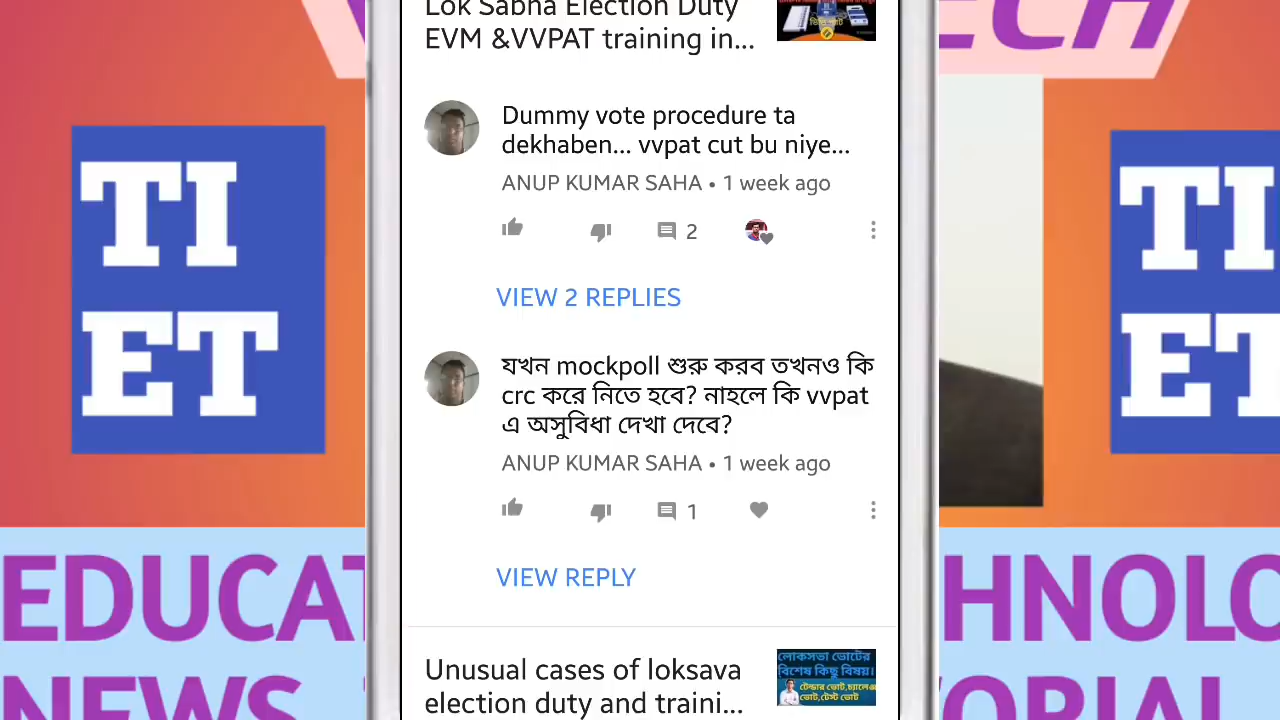 ECH
Lok Sabha Election Duty
EVM &VVPAT training in...
Dummy vote procedure ta
dekhaben... vvpat cut bu niye...
ANUP KUMAR SAHA • 1 week ago
2
VIEW 2 REPLIES
যখন mockpoll শুরু করব তখনও কি
crc করে নিতে হবে? নাহলে কি vvpat
এ অসুবিধা দেখা দেবে?
ANUP KUMAR SAHA • 1 week ago
1
VIEW REPLY
Unusual cases of loksava
election duty and traini...
লোকসভা ভোটের
বিশেষ কিছু বিষয়।
টেন্ডার ভোট,চ্যালেঞ্জ
ভোট,টেস্ট ভোট
TI
ET
TI
ET
EDUCAT
HNOLO
NEWS
ORIAL